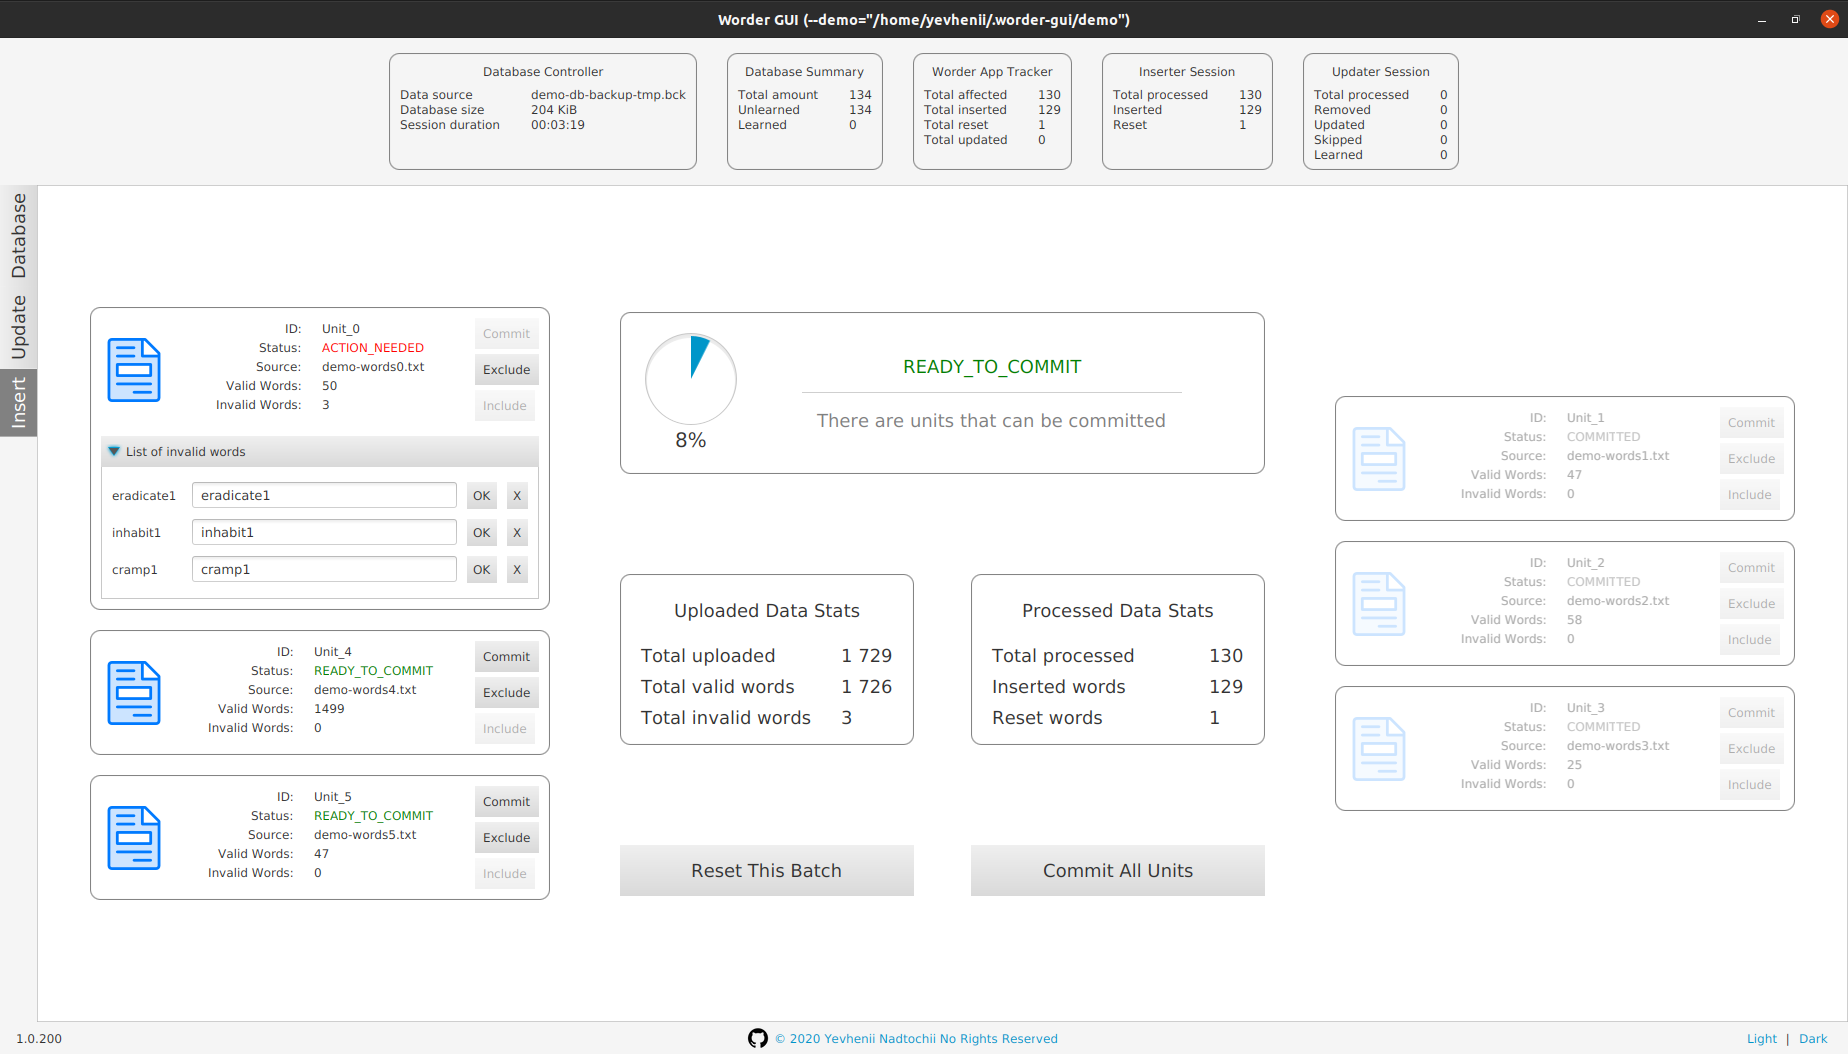 Worder GUI (--demo="/home/yevhenii/.worder-gui/demo")
Database Controller
Data source demo-db-backup-tmp.bck
Database size 204 KiB
Session duration 00:03:19
Database Summary
Total amount 134
Unlearned 134
Learned 0
Worder App Tracker
Total affected 130
Total inserted 129
Total reset 1
Total updated 0
Inserter Session
Total processed 130
Inserted 129
Reset 1
Updater Session
Total processed 0
Removed 0
Updated 0
Skipped 0
Learned 0
Database
Update
Insert
ID: Unit_0
Status: ACTION_NEEDED
Source: demo-words0.txt
Valid Words: 50
Invalid Words: 3
Commit
Exclude
Include
List of invalid words
eradicate1 eradicate1 OK X
inhabit1 inhabit1 OK X
cramp1 cramp1 OK X
ID: Unit_4
Status: READY_TO_COMMIT
Source: demo-words4.txt
Valid Words: 1499
Invalid Words: 0
Commit
Exclude
Include
ID: Unit_5
Status: READY_TO_COMMIT
Source: demo-words5.txt
Valid Words: 47
Invalid Words: 0
Commit
Exclude
Include
8%
READY_TO_COMMIT
There are units that can be committed
Uploaded Data Stats
Total uploaded 1 729
Total valid words 1 726
Total invalid words 3
Processed Data Stats
Total processed 130
Inserted words 129
Reset words 1
Reset This Batch
Commit All Units
ID: Unit_1
Status: COMMITTED
Source: demo-words1.txt
Valid Words: 47
Invalid Words: 0
Commit
Exclude
Include
ID: Unit_2
Status: COMMITTED
Source: demo-words2.txt
Valid Words: 58
Invalid Words: 0
Commit
Exclude
Include
ID: Unit_3
Status: COMMITTED
Source: demo-words3.txt
Valid Words: 25
Invalid Words: 0
Commit
Exclude
Include
1.0.200
© 2020 Yevhenii Nadtochii No Rights Reserved
Light | Dark